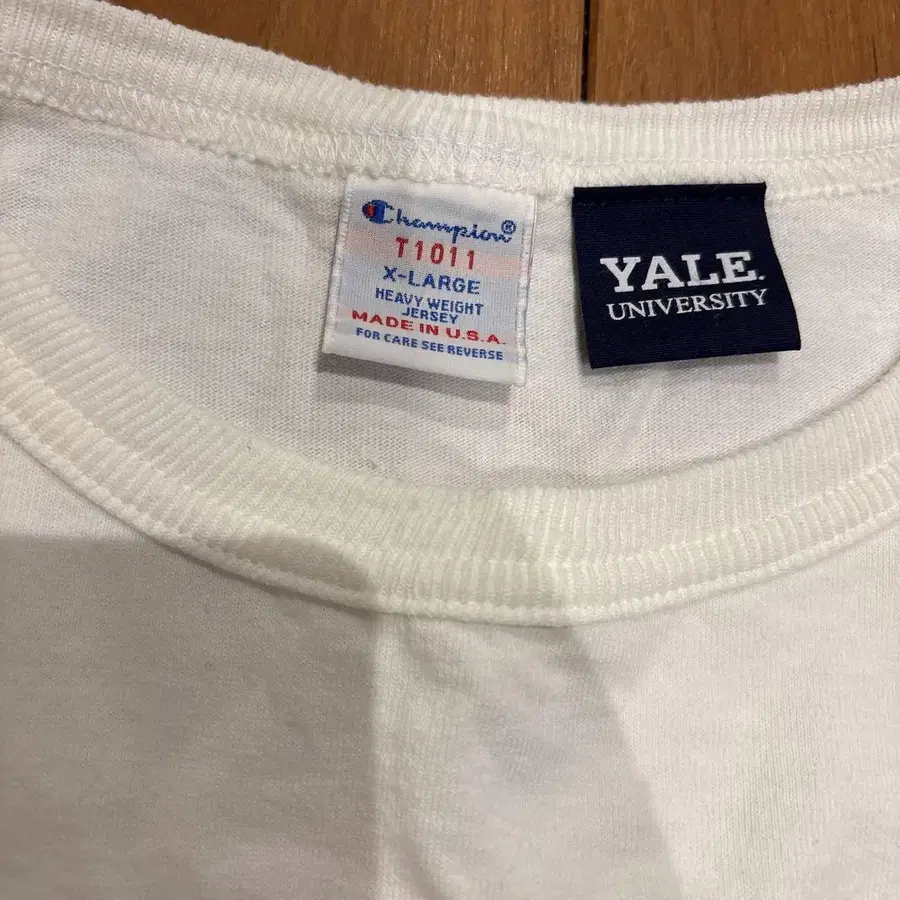 Champion®
T1011
X-LARGE
HEAVY WEIGHT
JERSEY
MADE IN U.S.A.
FOR CARE SEE REVERSE
YALE.
UNIVERSITY